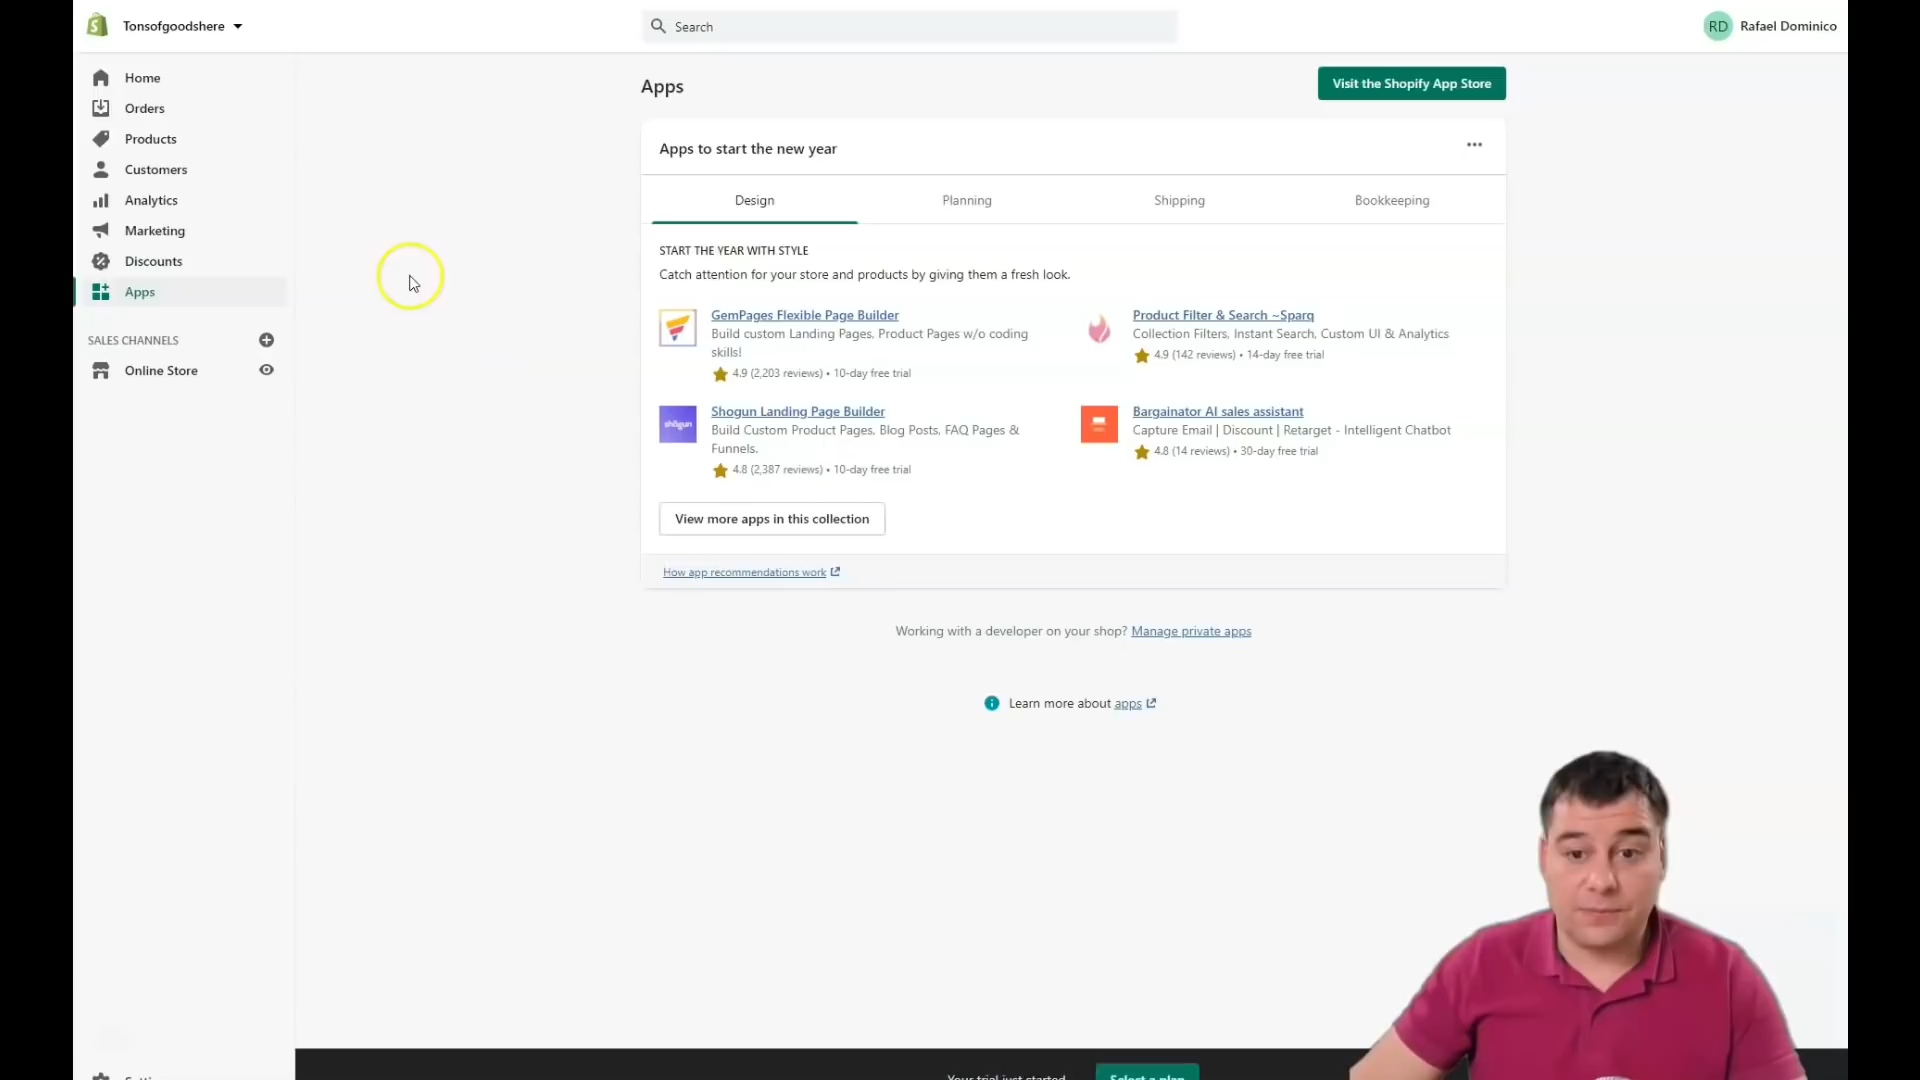 Tonsofgoodshere
Search
RD Rafael Dominico
Home
Orders
Products
Customers
Analytics
Marketing
Discounts
Apps
SALES CHANNELS
Online Store
Apps
Visit the Shopify App Store
Apps to start the new year
Design Planning Shipping Bookkeeping
START THE YEAR WITH STYLE
Catch attention for your store and products by giving them a fresh look.
GemPages Flexible Page Builder
Build custom Landing Pages, Product Pages w/o coding
skills!
4.9 (2,203 reviews) • 10-day free trial
Product Filter & Search ~Sparq
Collection Filters, Instant Search, Custom UI & Analytics
4.9 (142 reviews) • 14-day free trial
shogun
Shogun Landing Page Builder
Build Custom Product Pages, Blog Posts, FAQ Pages &
Funnels.
4.8 (2,387 reviews) • 10-day free trial
Bargainator AI sales assistant
Capture Email | Discount | Retarget - Intelligent Chatbot
4.8 (14 reviews) • 30-day free trial
View more apps in this collection
How app recommendations work
Working with a developer on your shop? Manage private apps
Learn more about apps
Your trial just started
Select a plan